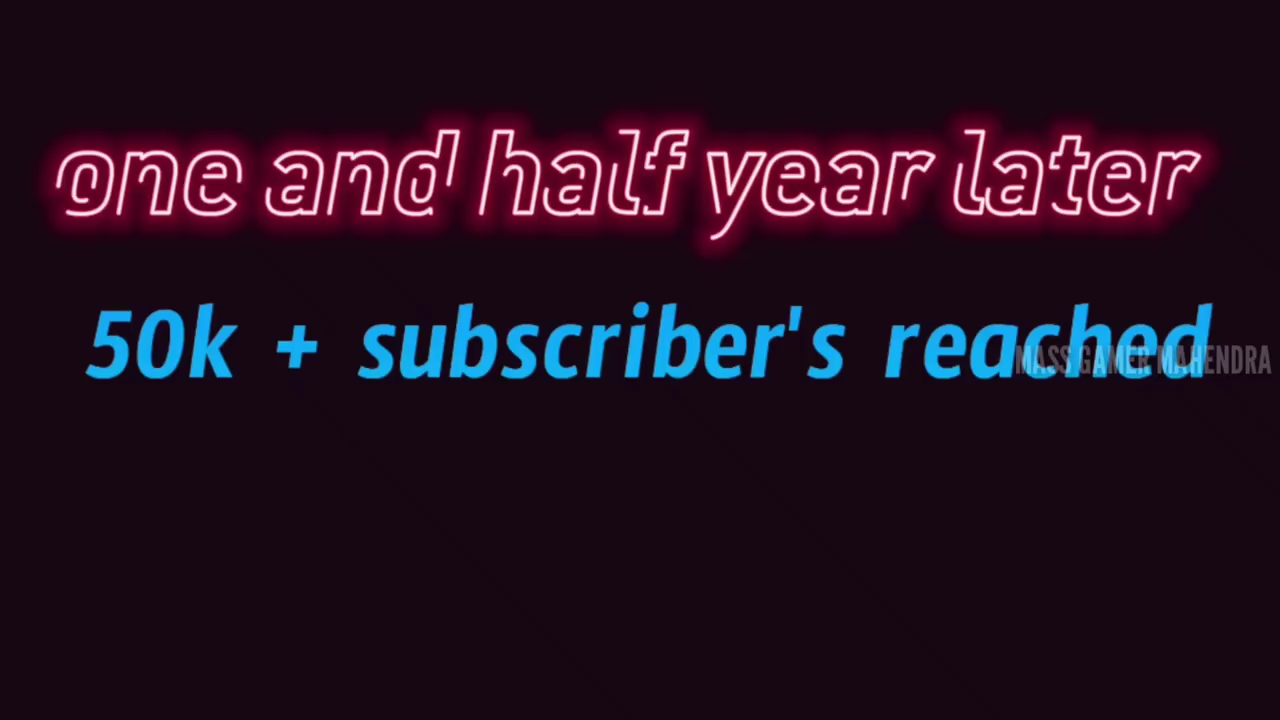 one and half year later
50k + subscriber's reached
MASS GAMER MAHENDRA